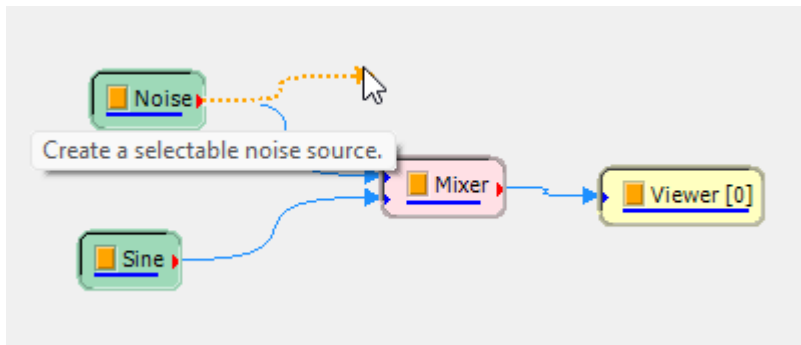 Noise
Create a selectable noise source.
Mixer
Viewer [0]
Sine